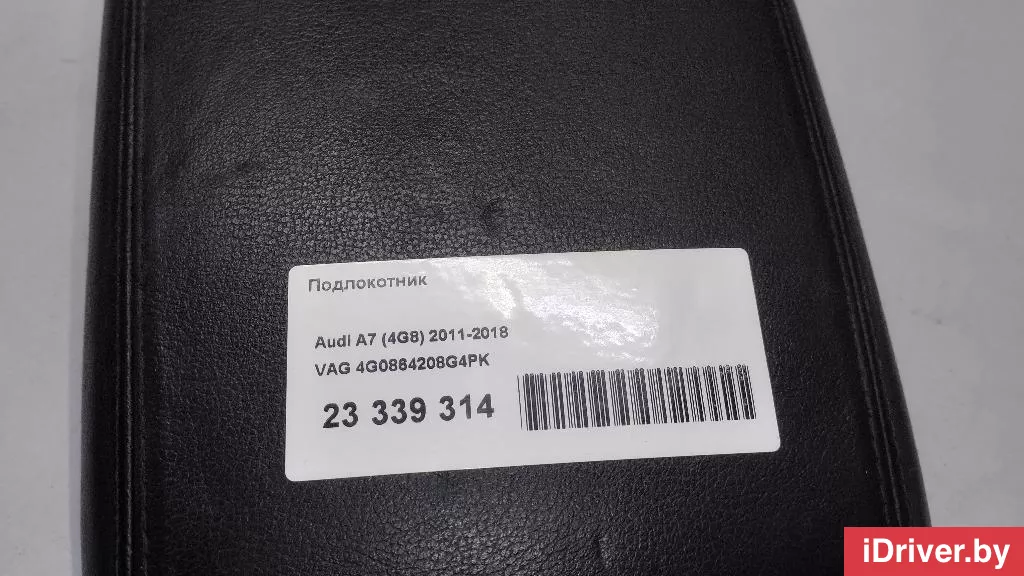 Подлокотник
Audi A7 (4G8) 2011-2018
VAG 4G0864208G4PK
23 339 314
iDriver.by